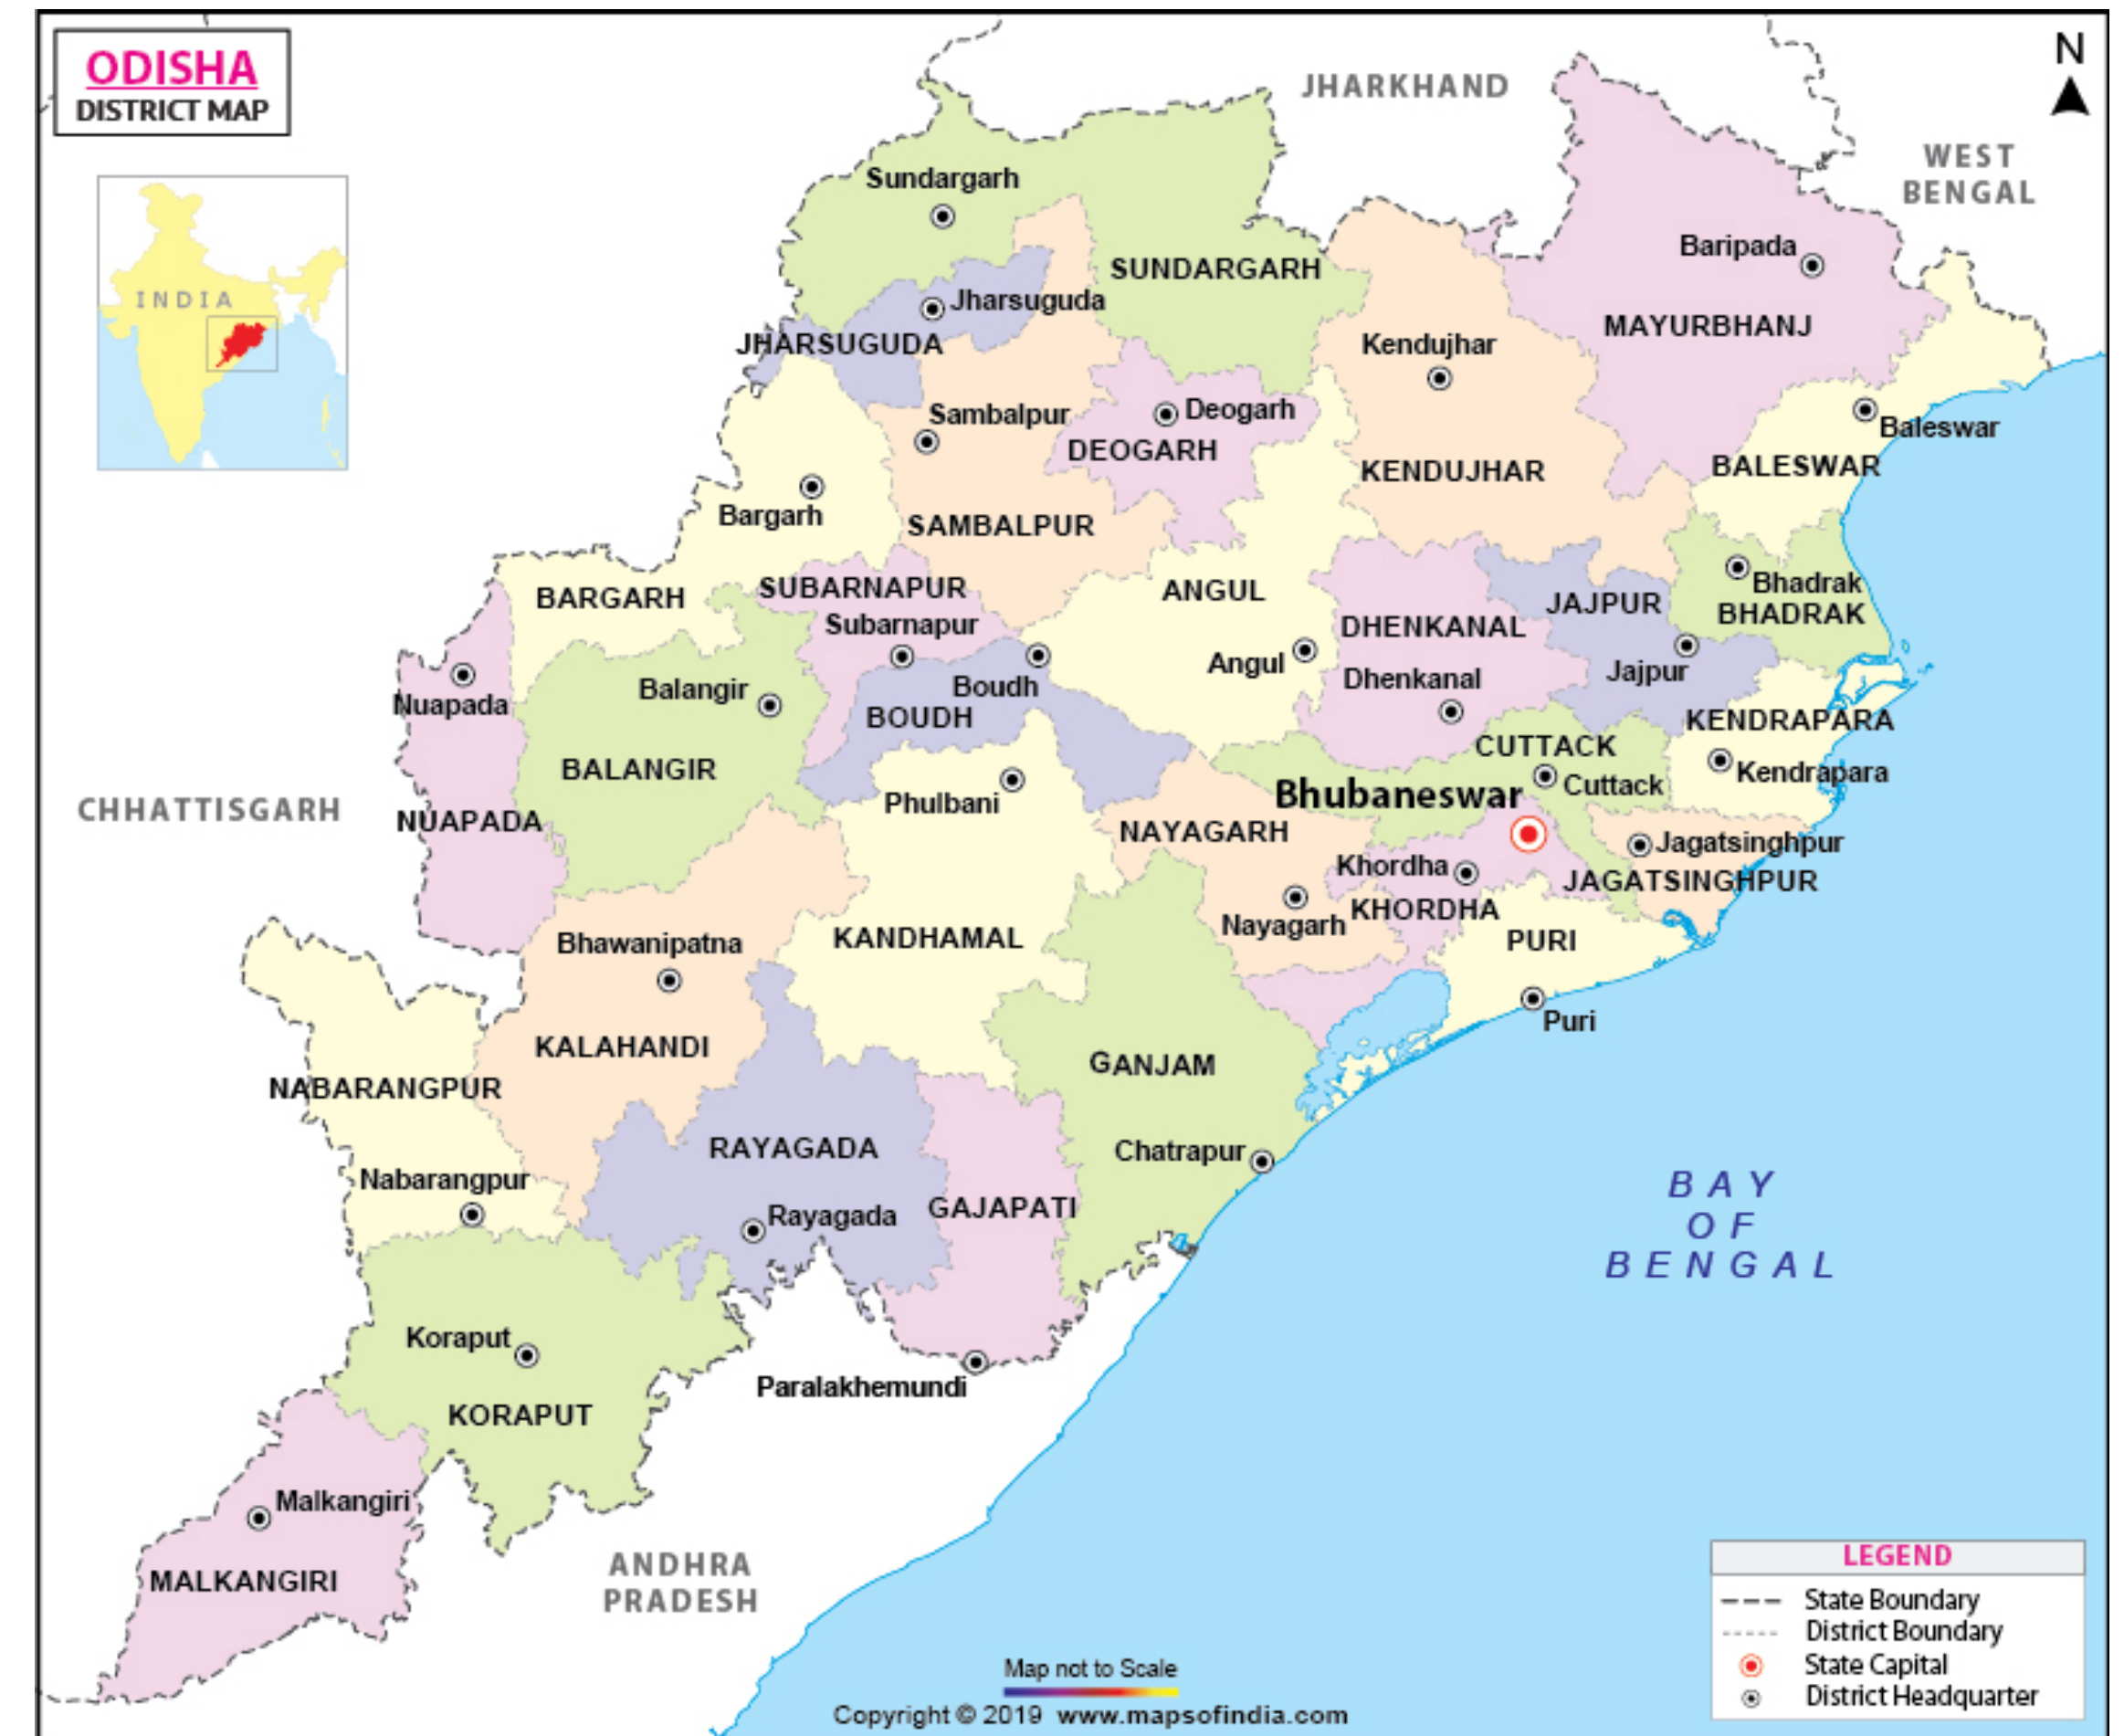 ODISHA
DISTRICT MAP
N
JHARKHAND
WEST
BENGAL
INDIA
Sundargarh
SUNDARGARH
Baripada
MAYURBHANJ
Jharsuguda
JHARSUGUDA
Kendujhar
KENDUJHAR
Sambalpur
Deogarh
DEOGARH
Baleswar
BALESWAR
Bargarh
SAMBALPUR
BARGARH
SUBARNAPUR
Subarnapur
ANGUL
Angul
DHENKANAL
Dhenkanal
JAJPUR
Jajpur
Bhadrak
BHADRAK
Nuapada
NUAPADA
Balangir
BALANGIR
Boudh
BOUDH
KENDRAPARA
Kendrapara
CUTTACK
Cuttack
Bhubaneswar
Phulbani
CHHATTISGARH
NAYAGARH
Nayagarh
Khordha
KHORDHA
Jagatsinghpur
JAGATSINGHPUR
PURI
Puri
Bhawanipatna
KANDHAMAL
KALAHANDI
GANJAM
NABARANGPUR
Nabarangpur
RAYAGADA
Rayagada
GAJAPATI
Chatrapur
BAY
OF
BENGAL
Koraput
KORAPUT
Paralakhemundi
Malkangiri
MALKANGIRI
ANDHRA
PRADESH
LEGEND
State Boundary
District Boundary
State Capital
District Headquarter
Map not to Scale
Copyright © 2019 www.mapsofindia.com